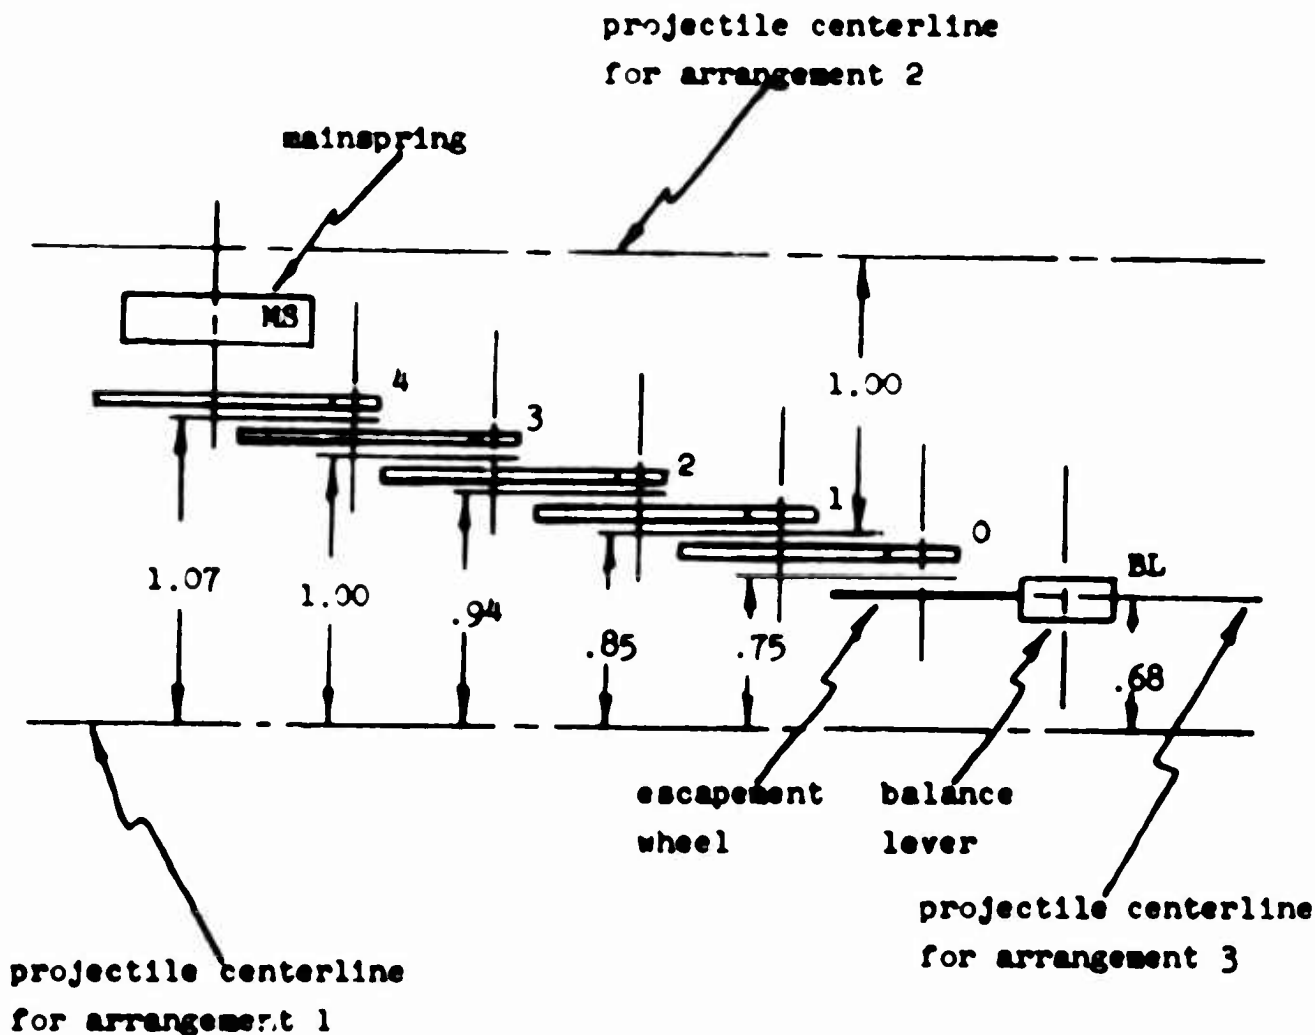 projectile centerline
for arrangement 2
mainspring
MS
4
3
2
1
0
1.00
1.07
1.00
.94
.85
.75
BL
.68
escapement
wheel
balance
lever
projectile centerline
for arrangement 3
projectile centerline
for arrangement 1